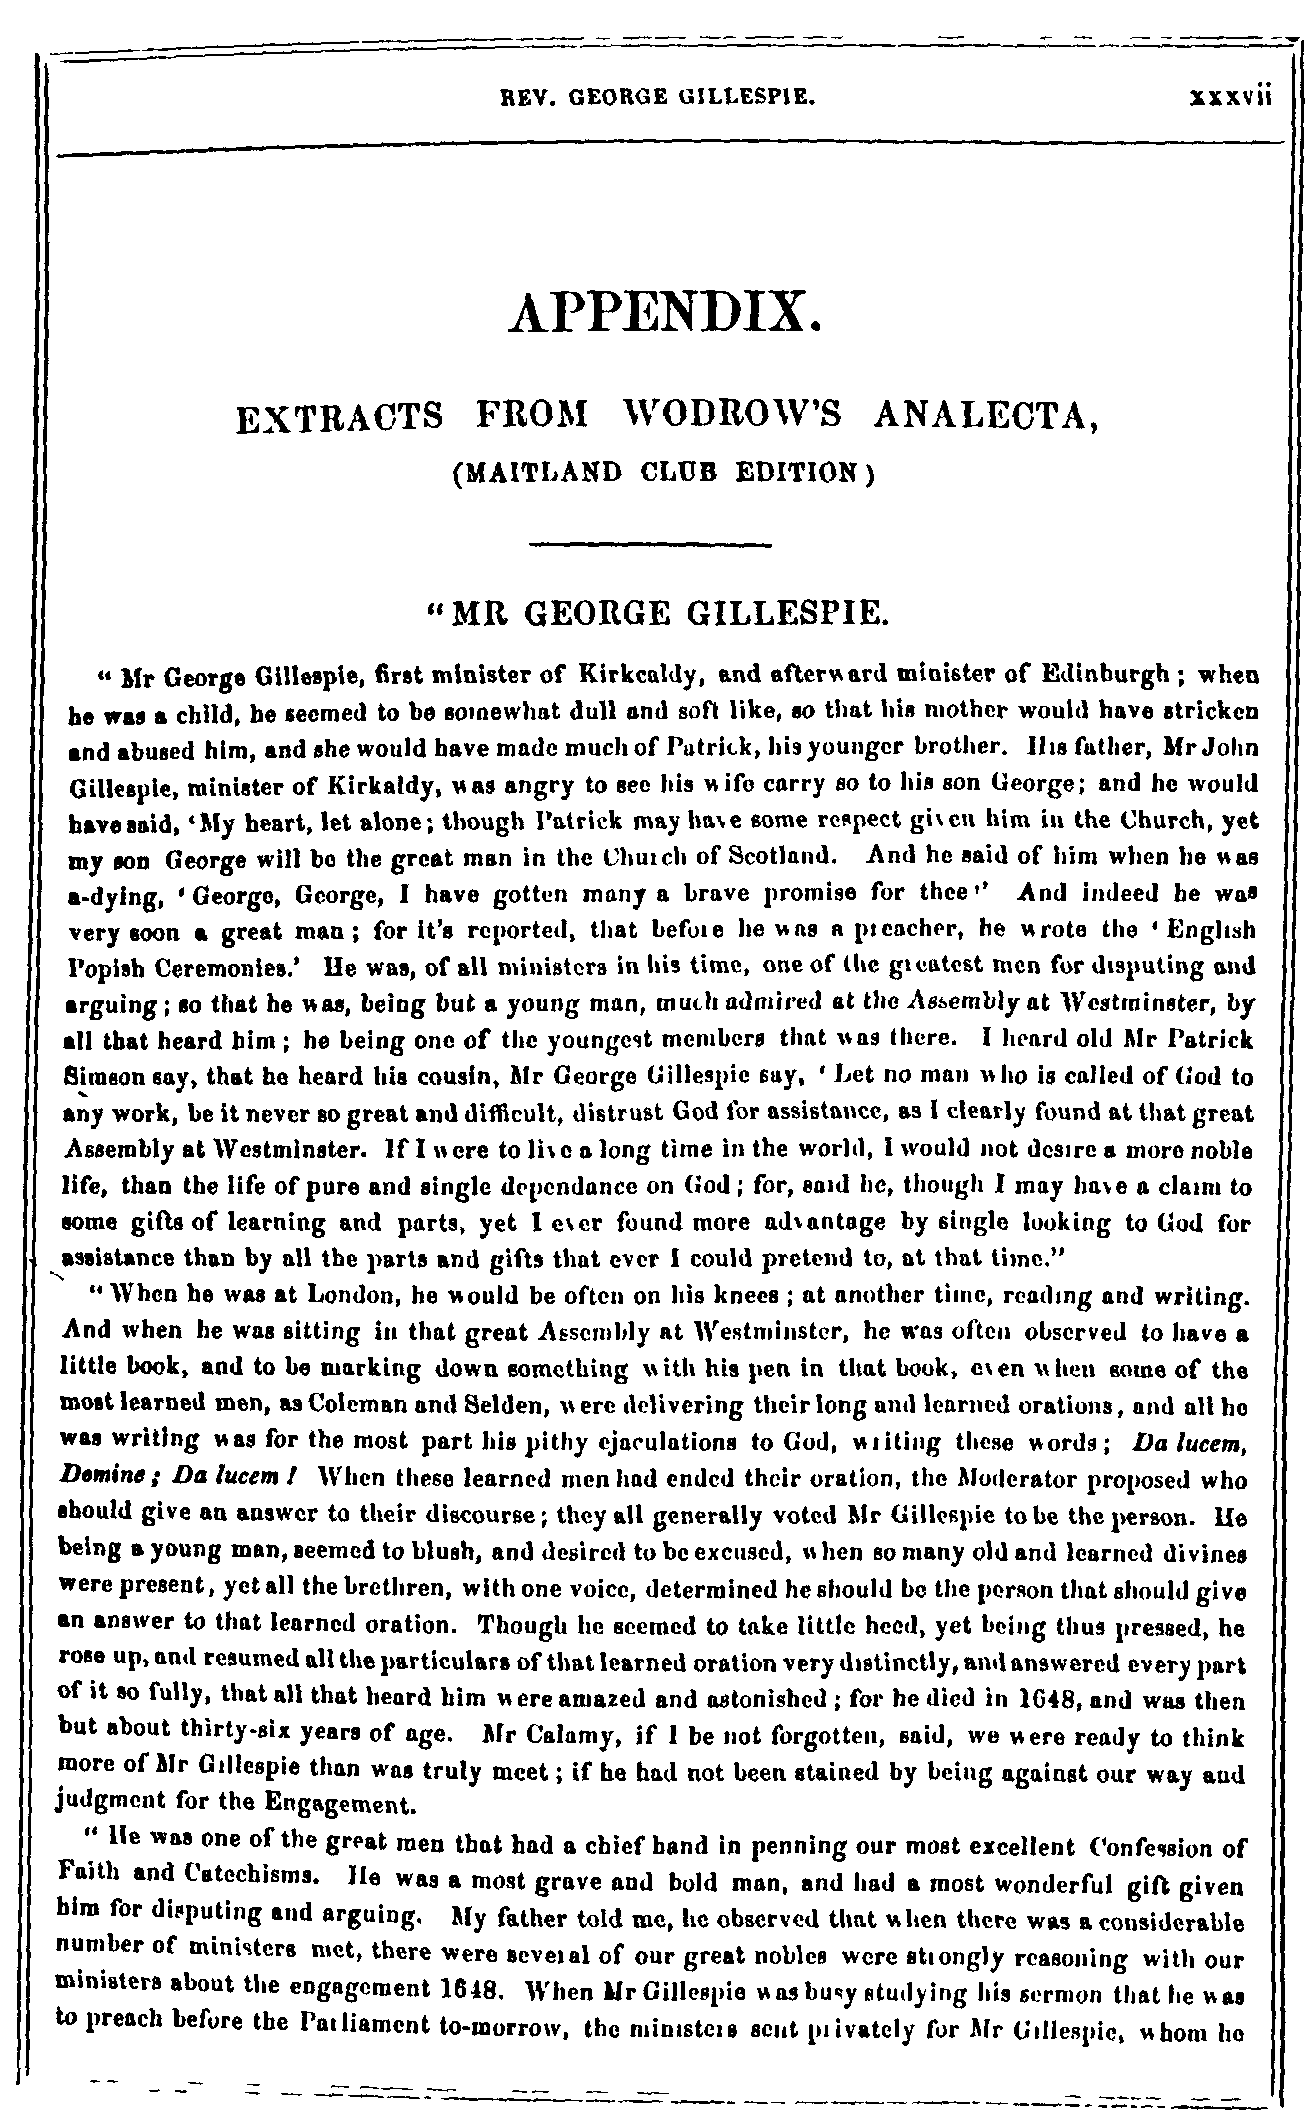 REV. GEORGE GILLESPIE. xxxvii
APPENDIX.
EXTRACTS FROM WODROW'S ANALECTA,
(MAITLAND CLUB EDITION)
"MR GEORGE GILLESPIE.
"Mr George Gillespie, first minister of Kirkcaldy, and afterward minister of Edinburgh; when
he was a child, he seemed to be somewhat dull and soft like, so that his mother would have stricken
and abused him, and she would have made much of Patrick, his younger brother. His father, Mr John
Gillespie, minister of Kirkaldy, was angry to see his wife carry so to his son George; and he would
have said, 'My heart, let alone; though Patrick may have some respect given him in the Church, yet
my son George will be the great man in the Church of Scotland. And he said of him when he was
a-dying, 'George, George, I have gotten many a brave promise for thee!' And indeed he was
very soon a great man; for it's reported, that before he was a preacher, he wrote the 'English
Popish Ceremonies.' He was, of all ministers in his time, one of the greatest men for disputing and
arguing; so that he was, being but a young man, much admired at the Assembly at Westminster, by
all that heard him; he being one of the youngest members that was there. I heard old Mr Patrick
Simson say, that he heard his cousin, Mr George Gillespie say, 'Let no man who is called of God to
any work, be it never so great and difficult, distrust God for assistance, as I clearly found at that great
Assembly at Westminster. If I were to live a long time in the world, I would not desire a more noble
life, than the life of pure and single dependance on God; for, said he, though I may have a claim to
some gifts of learning and parts, yet I ever found more advantage by single looking to God for
assistance than by all the parts and gifts that ever I could pretend to, at that time."
"When he was at London, he would be often on his knees; at another time, reading and writing.
And when he was sitting in that great Assembly at Westminster, he was often observed to have a
little book, and to be marking down something with his pen in that book, even when some of the
most learned men, as Coleman and Selden, were delivering their long and learned orations, and all he
was writing was for the most part his pithy ejaculations to God, writing these words; Da lucem,
Domine; Da lucem! When these learned men had ended their oration, the Moderator proposed who
should give an answer to their discourse; they all generally voted Mr Gillespie to be the person. He
being a young man, seemed to blush, and desired to be excused, when so many old and learned divines
were present, yet all the brethren, with one voice, determined he should be the person that should give
an answer to that learned oration. Though he seemed to take little heed, yet being thus pressed, he
rose up, and resumed all the particulars of that learned oration very distinctly, and answered every part
of it so fully, that all that heard him were amazed and astonished; for he died in 1648, and was then
but about thirty-six years of age. Mr Calamy, if I be not forgotten, said, we were ready to think
more of Mr Gillespie than was truly meet; if he had not been stained by being against our way and
judgment for the Engagement.
"He was one of the great men that had a chief hand in penning our most excellent Confession of
Faith and Catechisms. He was a most grave and bold man, and had a most wonderful gift given
him for disputing and arguing. My father told me, he observed that when there was a considerable
number of ministers met, there were several of our great nobles were strongly reasoning with our
ministers about the engagement 1648. When Mr Gillespie was busy studying his sermon that he was
to preach before the Parliament to-morrow, the ministers sent privately for Mr Gillespie, whom he